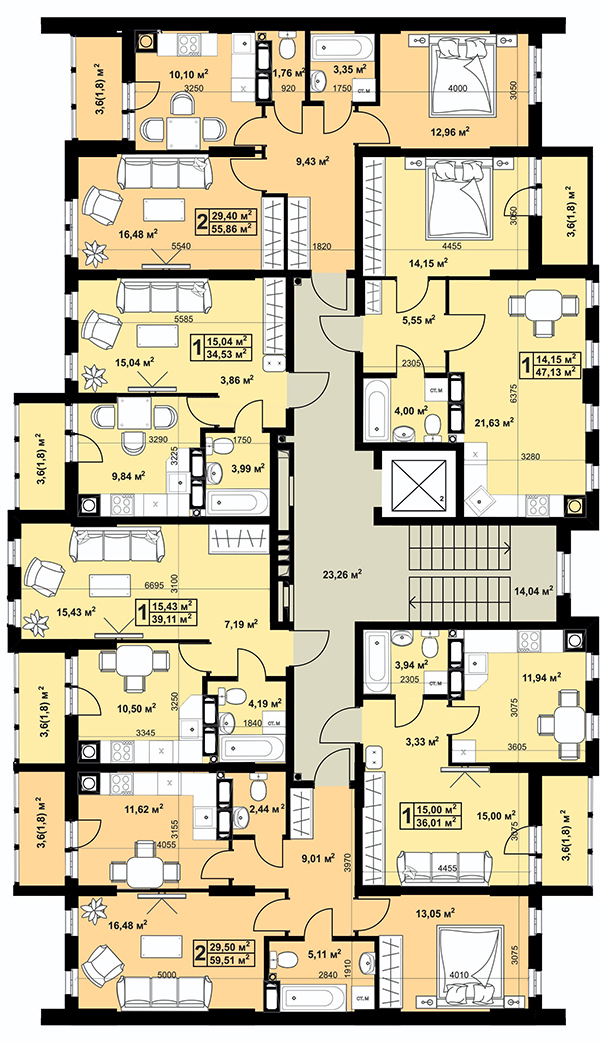 3,6(1,8) м²
10,10 м²
3250
1,76 м²
920
3,35 м²
1750
СТ.М
4000
3050
12,96 м²
9,43 м²
16,48 м²
2
29,40 м²
55,86 м²
5540
1820
3050
4455
14,15 м²
3,6(1,8) м²
5585
15,04 м²
1
15,04 м²
34,53 м²
3,86 м²
5,55 м²
2305
1
14,15 м²
47,13 м²
6375
4,00 м²
СТ.М
21,63 м²
3280
3,6(1,8) м²
3290
3225
9,84 м²
1750
3,99 м²
СТ.М
2
6695
3100
15,43 м²
1
15,43 м²
39,11 м²
7,19 м²
23,26 м²
14,04 м²
3,6(1,8) м²
10,50 м²
3250
3345
4,19 м²
1840
СТ.М
3,94 м²
2305
СТ.М
11,94 м²
3075
3605
3,33 м²
3,6(1,8) м²
11,62 м²
3155
4055
2,44 м²
9,01 м²
3970
1
15,00 м²
36,01 м²
15,00 м²
3075
4455
3,6(1,8) м²
16,48 м²
2
29,50 м²
59,51 м²
5000
5,11 м²
2840
1910
СТ.М
13,05 м²
3075
4010